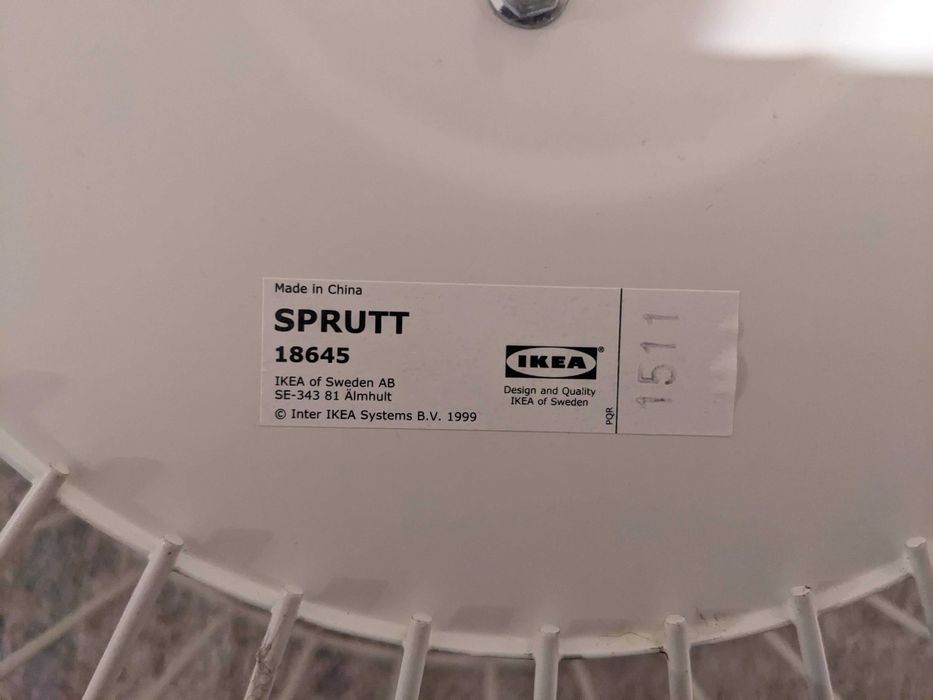 Made in China
SPRUTT
18645
IKEA of Sweden AB
SE-343 81 Älmhult
© Inter IKEA Systems B.V. 1999
IKEA®
Design and Quality
IKEA of Sweden
PQR
1511